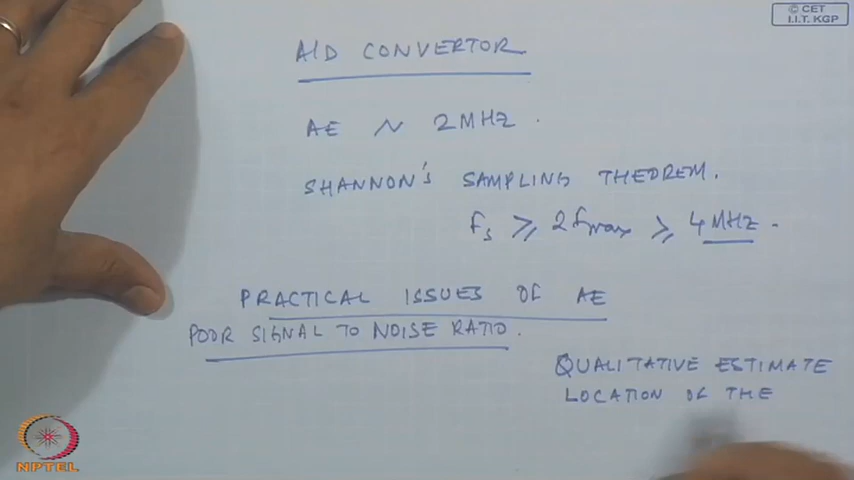 © CET
I.I.T. KGP
A/D CONVERTOR
AE ~ 2MHZ.
SHANNON'S SAMPLING THEOREM.
fs ≥ 2fmax ≥ 4MHZ.
PRACTICAL ISSUES OF AE
POOR SIGNAL TO NOISE RATIO.
QUALITATIVE ESTIMATE
LOCATION OF THE
NPTEL